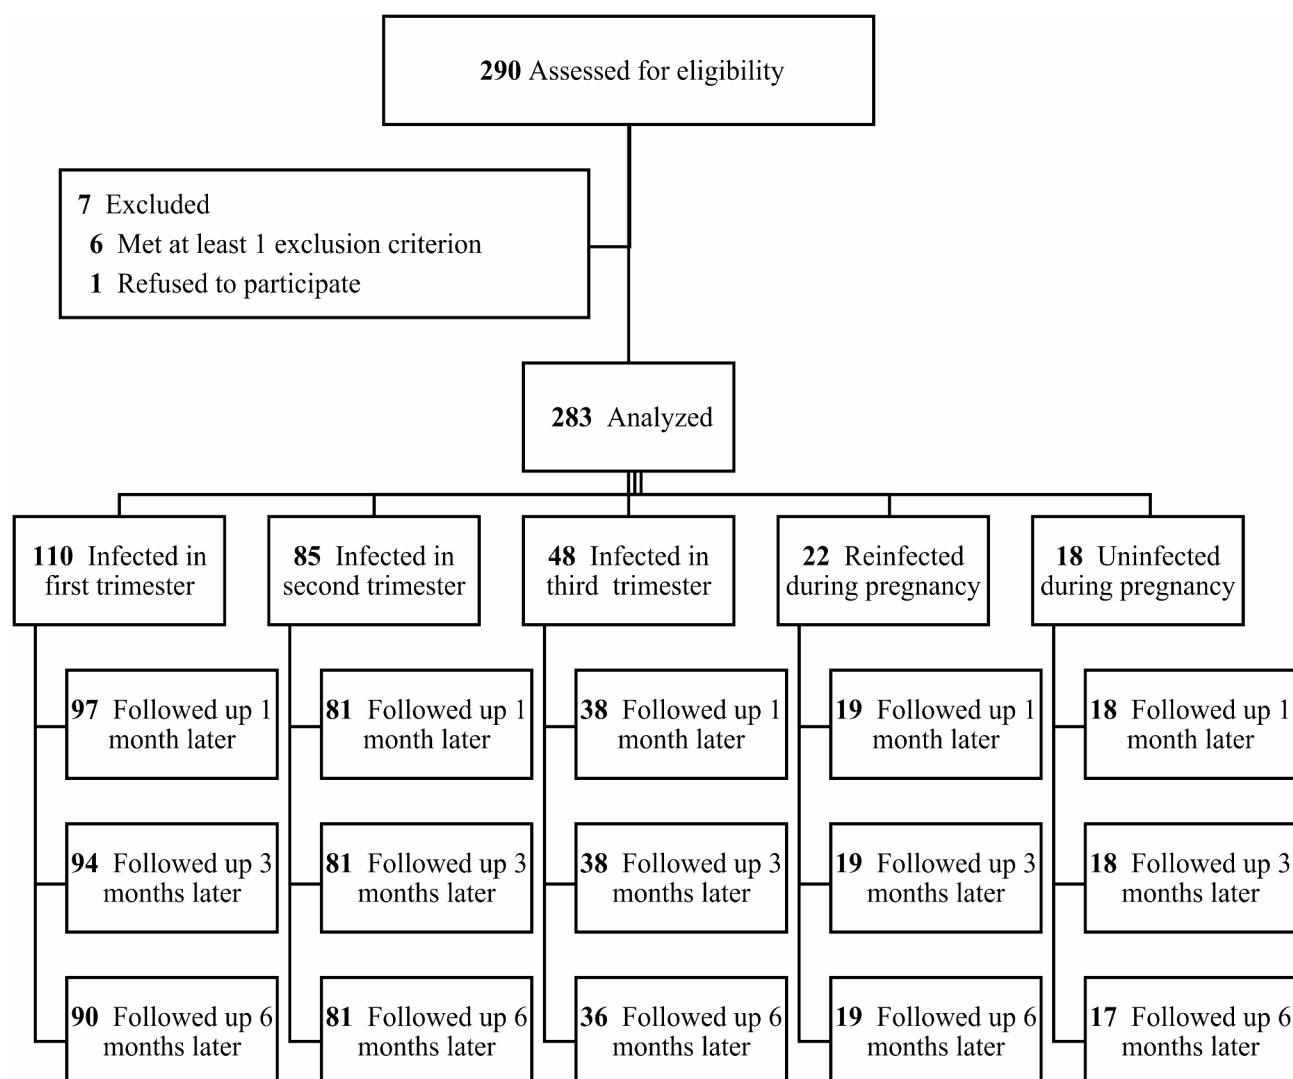 290 Assessed for eligibility
7 Excluded
6 Met at least 1 exclusion criterion
1 Refused to participate
283 Analyzed
110 Infected in
first trimester
85 Infected in
second trimester
48 Infected in
third trimester
22 Reinfected
during pregnancy
18 Uninfected
during pregnancy
97 Followed up 1
month later
81 Followed up 1
month later
38 Followed up 1
month later
19 Followed up 1
month later
18 Followed up 1
month later
94 Followed up 3
months later
81 Followed up 3
months later
38 Followed up 3
months later
19 Followed up 3
months later
18 Followed up 3
months later
90 Followed up 6
months later
81 Followed up 6
months later
36 Followed up 6
months later
19 Followed up 6
months later
17 Followed up 6
months later